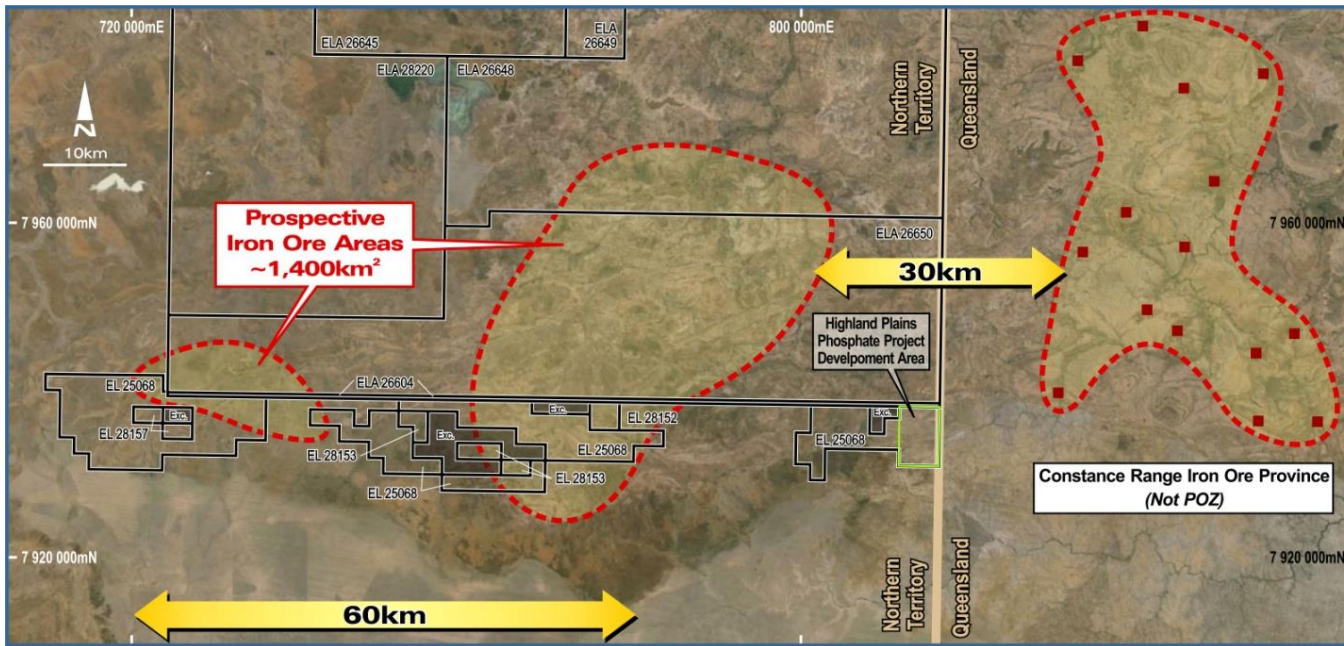 720 000mE
800 000mE
ELA 26645
ELA
26649
ELA 28220
ELA 26648
Northern
Territory
Queensland
N
10km
7 960 000mN
7 960 000mN
Prospective
Iron Ore Areas
~1,400km²
ELA 26650
30km
Highland Plains
Phosphate Project
Develpoment Area
EL 25068
ELA 26604
Exc.
EL 28157
Exc.
EL 28152
Exc.
Exc.
EL 28153
EL 25068
EL 25068
EL 28153
EL 25068
Constance Range Iron Ore Province
(Not POZ)
7 920 000mN
7 920 000mN
Northern
Territory
Queensland
60km